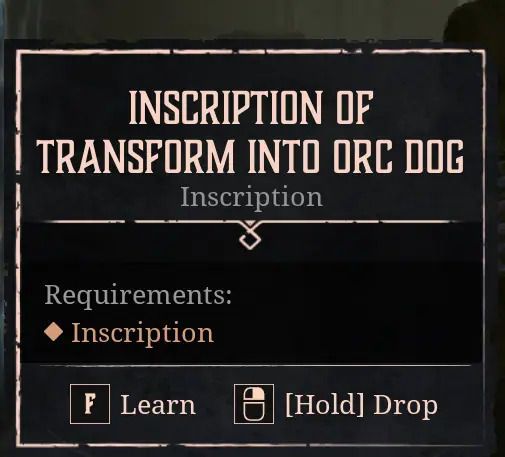 INSCRIPTION OF
TRANSFORM INTO ORC DOG
Inscription
Requirements:
Inscription
F Learn [Hold] Drop